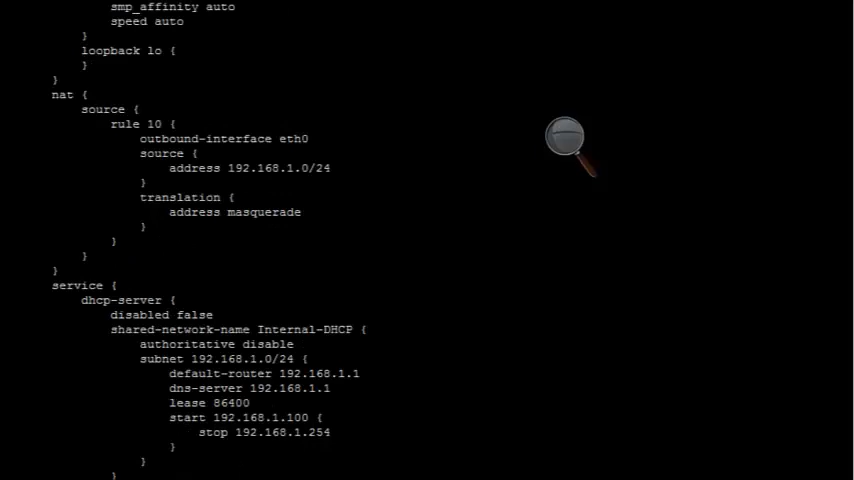 smp_affinity auto
speed auto
}
loopback lo {
}
}
nat {
source {
rule 10 {
outbound-interface eth0
source {
address 192.168.1.0/24
}
translation {
address masquerade
}
}
}
}
service {
dhcp-server {
disabled false
shared-network-name Internal-DHCP {
authoritative disable
subnet 192.168.1.0/24 {
default-router 192.168.1.1
dns-server 192.168.1.1
lease 86400
start 192.168.1.100 {
stop 192.168.1.254
}
}
}